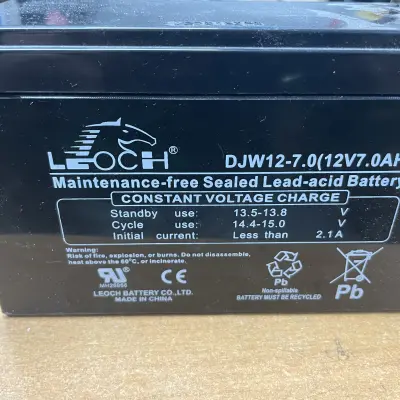 LEOCH ®
DJW12-7.0(12V7.0AH
Maintenance-free Sealed Lead-acid Battery
CONSTANT VOLTAGE CHARGE
Standby use: 13.5-13.8 V
Cycle use: 14.4-15.0 V
Initial current: Less than 2.1A
WARNING:
Risk of fire, explosion, or burns. Do not disassemble,
heat above the 60°C, or incinerate.
MH28656
CE
LEOCH BATTERY CO.,LTD.
MADE IN CHINA
Pb
Non-spillable
BATTERY MUST BE RECYCLED
Pb